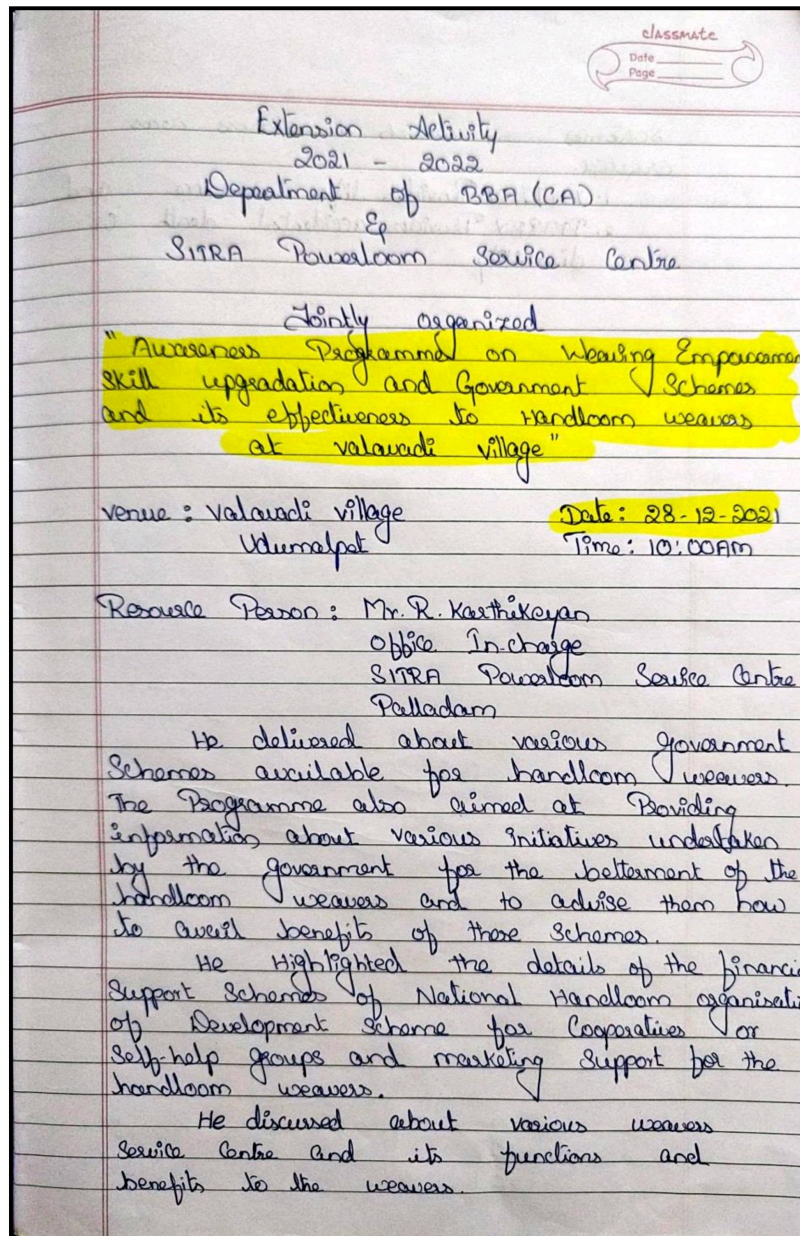 classmate
Date
Page
Extension Activity
2021 - 2022
Depeatment of BBA (CA)
&
SITRA Powerloom Service Centre
Jointly organized
"Awareness Programme on Weaving Empowermen
Skill upgradation and Government Schemes
and its effectiveness to Handloom weavers
at valavadi village"
venue : Valavadi village
Udumalpet
Date: 28-12-2021
Time: 10:00AM
Resource Person : Mr. R. Karthikeyan
Office In-charge
SITRA Powerloom Service Centre
Palladam
He delivered about various government
Schemes available for handloom weavers.
The Programme also aimed at Providing
information about various initiatives undertaken
by the government for the betterment of the
handloom weavers and to advise them how
to avail benefits of these schemes.
He Highlighted the details of the financia
Support Schemes of National Handloom organisati
of Development Scheme for Cooperatives or
Self-help groups and marketing Support for the
handloom weavers.
He discussed about various weavers
Service Centre and its functions and
benefits to the weavers.